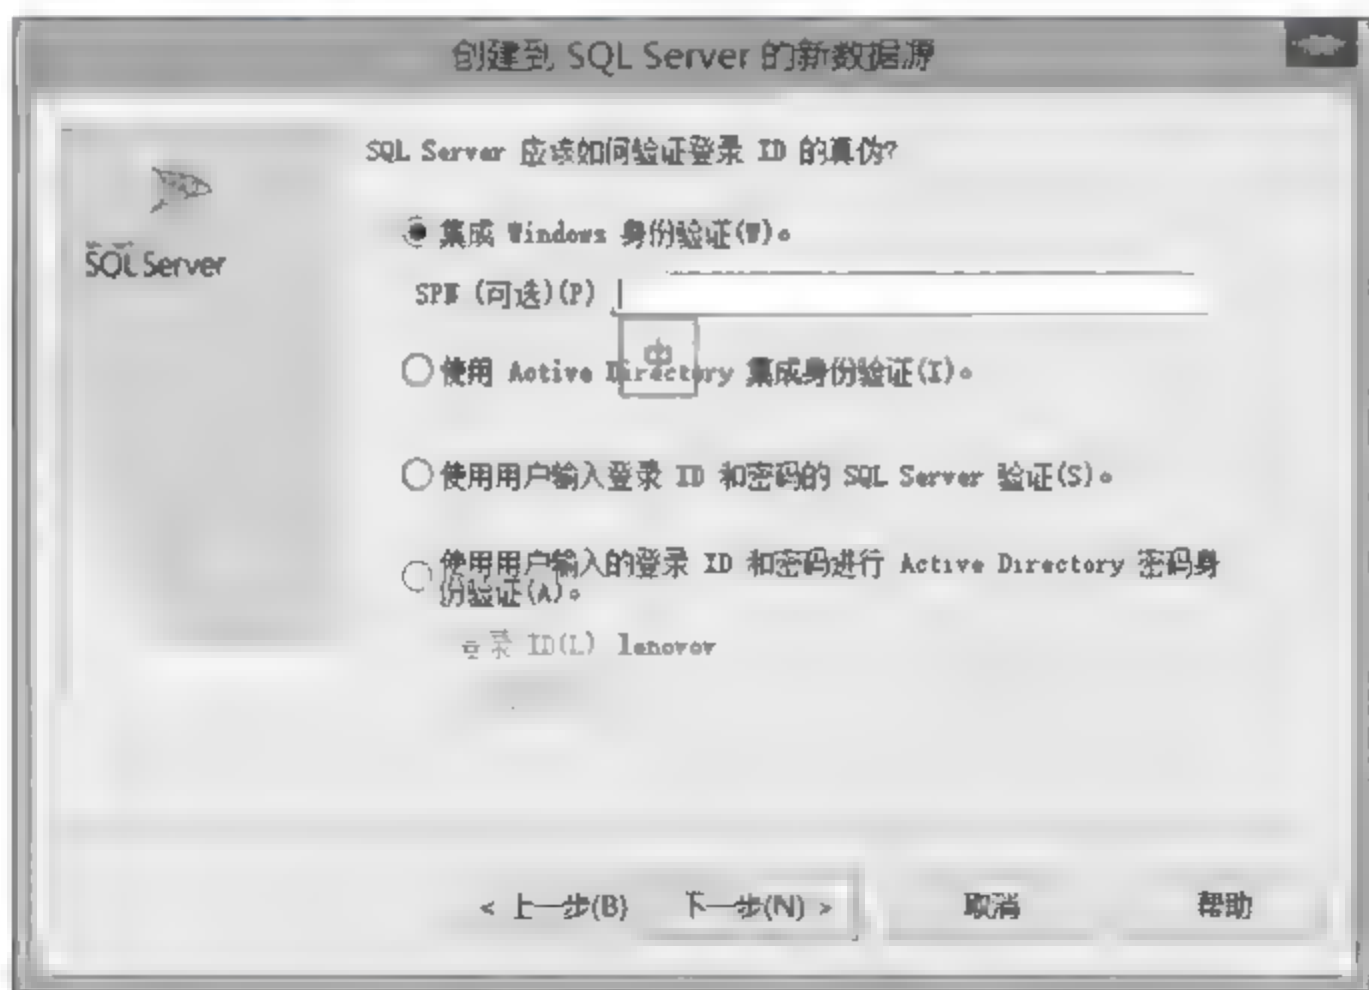 创建到 SQL Server 的新数据源
SQL Server
SQL Server 应该如何验证登录 ID 的真伪?
集成 Windows 身份验证(W)。
SPN (可选)(P)
中
使用 Active Directory 集成身份验证(I)。
使用用户输入登录 ID 和密码的 SQL Server 验证(S)。
使用用户输入的登录 ID 和密码进行 Active Directory 密码身
份验证(A)。
登录 ID(L) lenovov
< 上一步(B)
下一步(N) >
取消
帮助